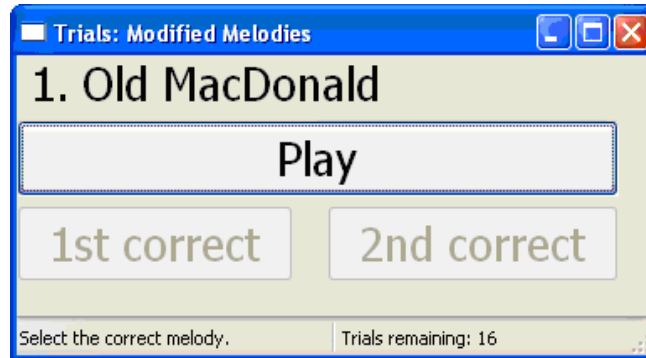 Trials: Modified Melodies
1. Old MacDonald
Play
1st correct 2nd correct
Select the correct melody. Trials remaining: 16